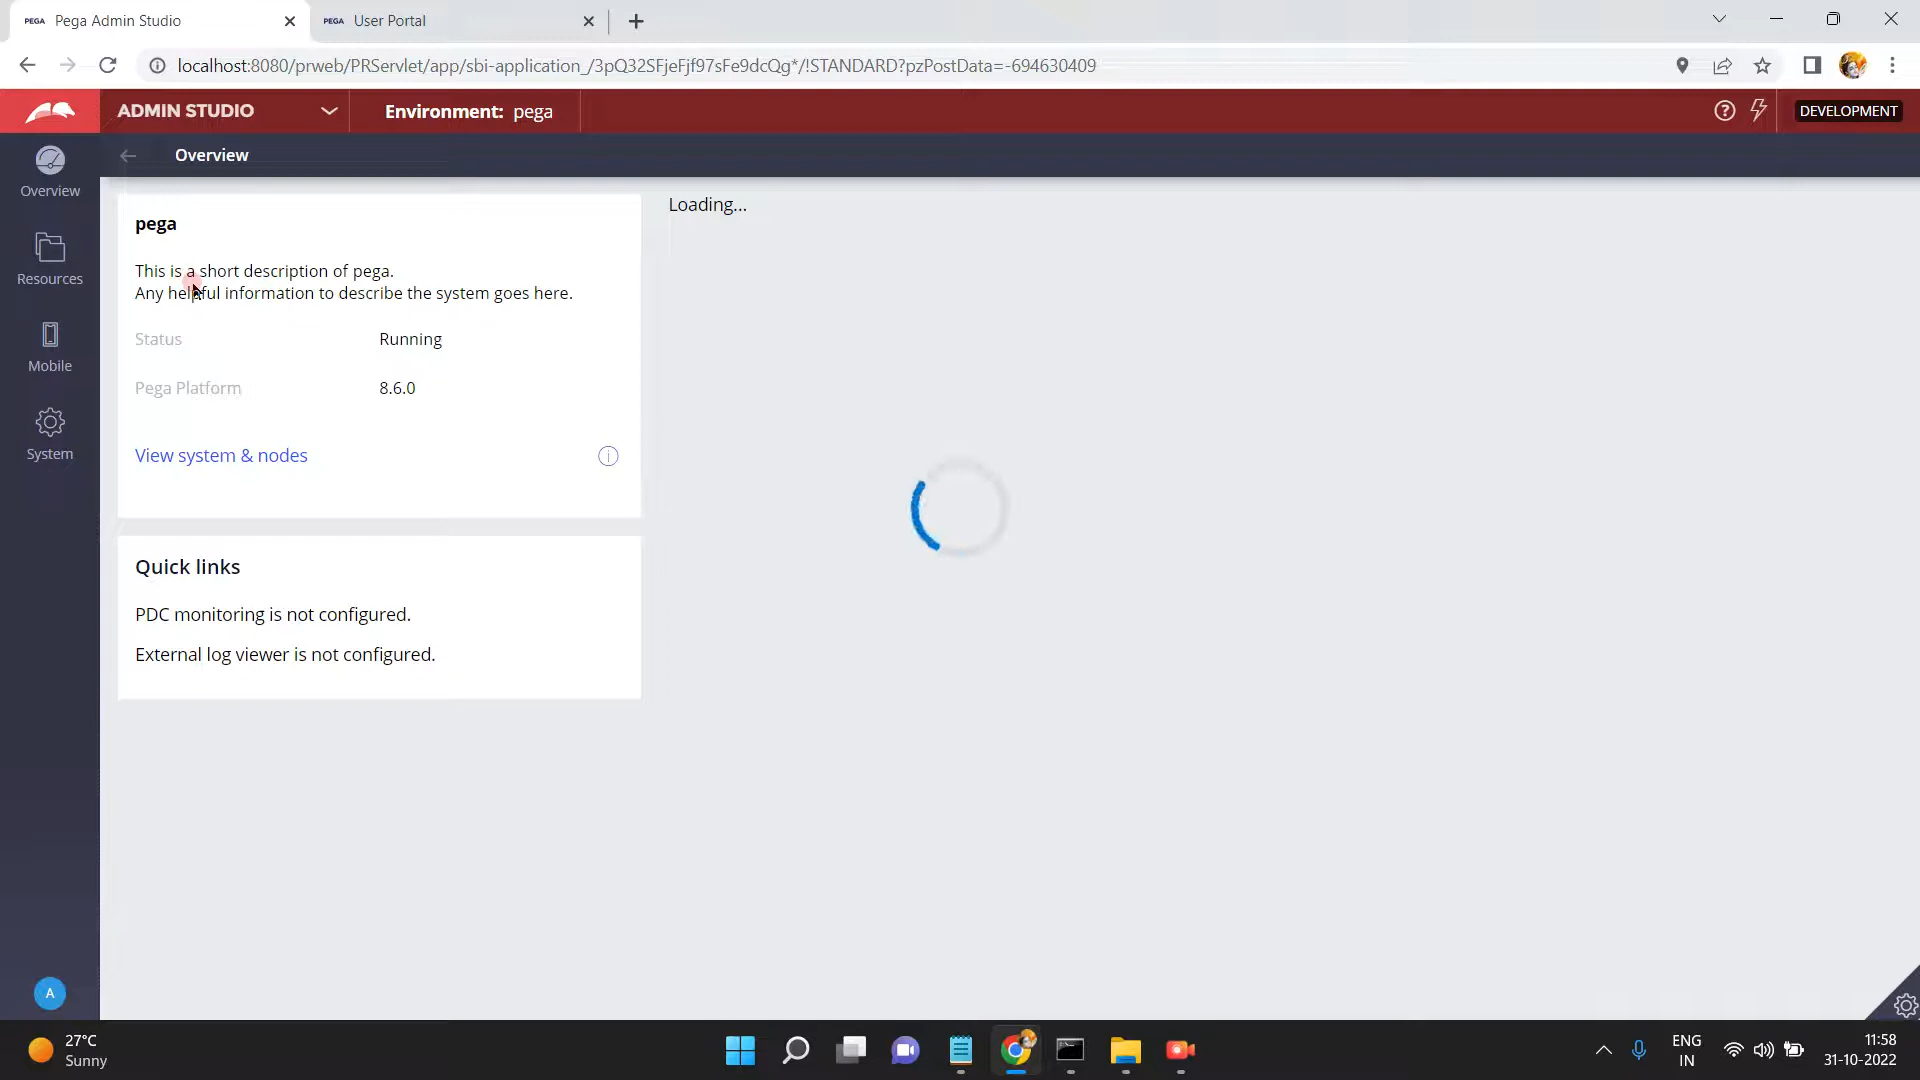 PEGA Pega Admin Studio
PEGA User Portal
localhost:8080/prweb/PRServlet/app/sbi-application_/3pQ32SFjeFjf97sFe9dcQg*/!STANDARD?pzPostData=-694630409
ADMIN STUDIO
Environment: pega
DEVELOPMENT
Overview
Overview
Resources
Mobile
System
A
pega
This is a short description of pega.
Any helpful information to describe the system goes here.
Status Running
Pega Platform 8.6.0
View system & nodes
Quick links
PDC monitoring is not configured.
External log viewer is not configured.
Loading...
27°C
Sunny
ENG
IN
11:58
31-10-2022